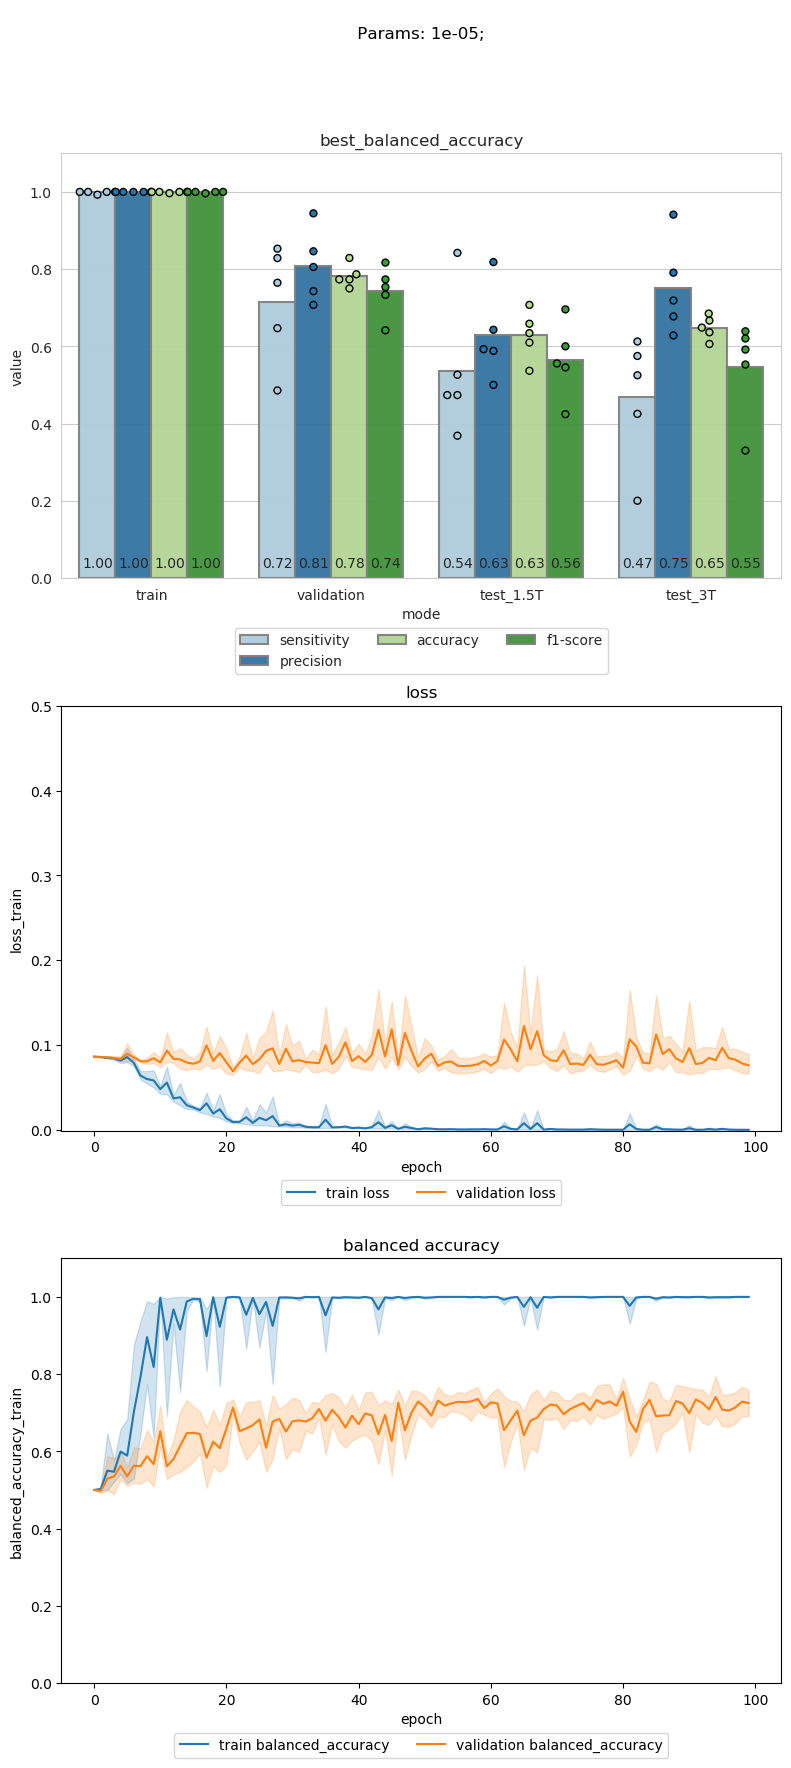 Params: 1e-05;
best_balanced_accuracy
1.0
0.8
0.6
0.4
0.2
0.0
value
1.00 1.00 1.00 1.00 0.72 0.81 0.78 0.74 0.54 0.63 0.63 0.56 0.47 0.75 0.65 0.55
train validation test_1.5T test_3T
mode
sensitivity accuracy f1-score
precision
loss
0.5
0.4
0.3
0.2
0.1
0.0
loss_train
0 20 40 60 80 100
epoch
train loss validation loss
balanced accuracy
1.0
0.8
0.6
0.4
0.2
0.0
balanced_accuracy_train
0 20 40 60 80 100
epoch
train balanced_accuracy validation balanced_accuracy